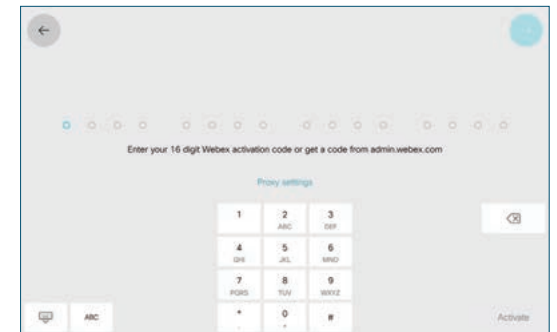 Enter your 16 digit Webex activation code or get a code from admin.webex.com
Proxy settings
1
2
ABC
3
DEF
4
GHI
5
JKL
6
MNO
7
PQRS
8
TUV
9
WXYZ
ABC
*
.
0
+
#
Activate